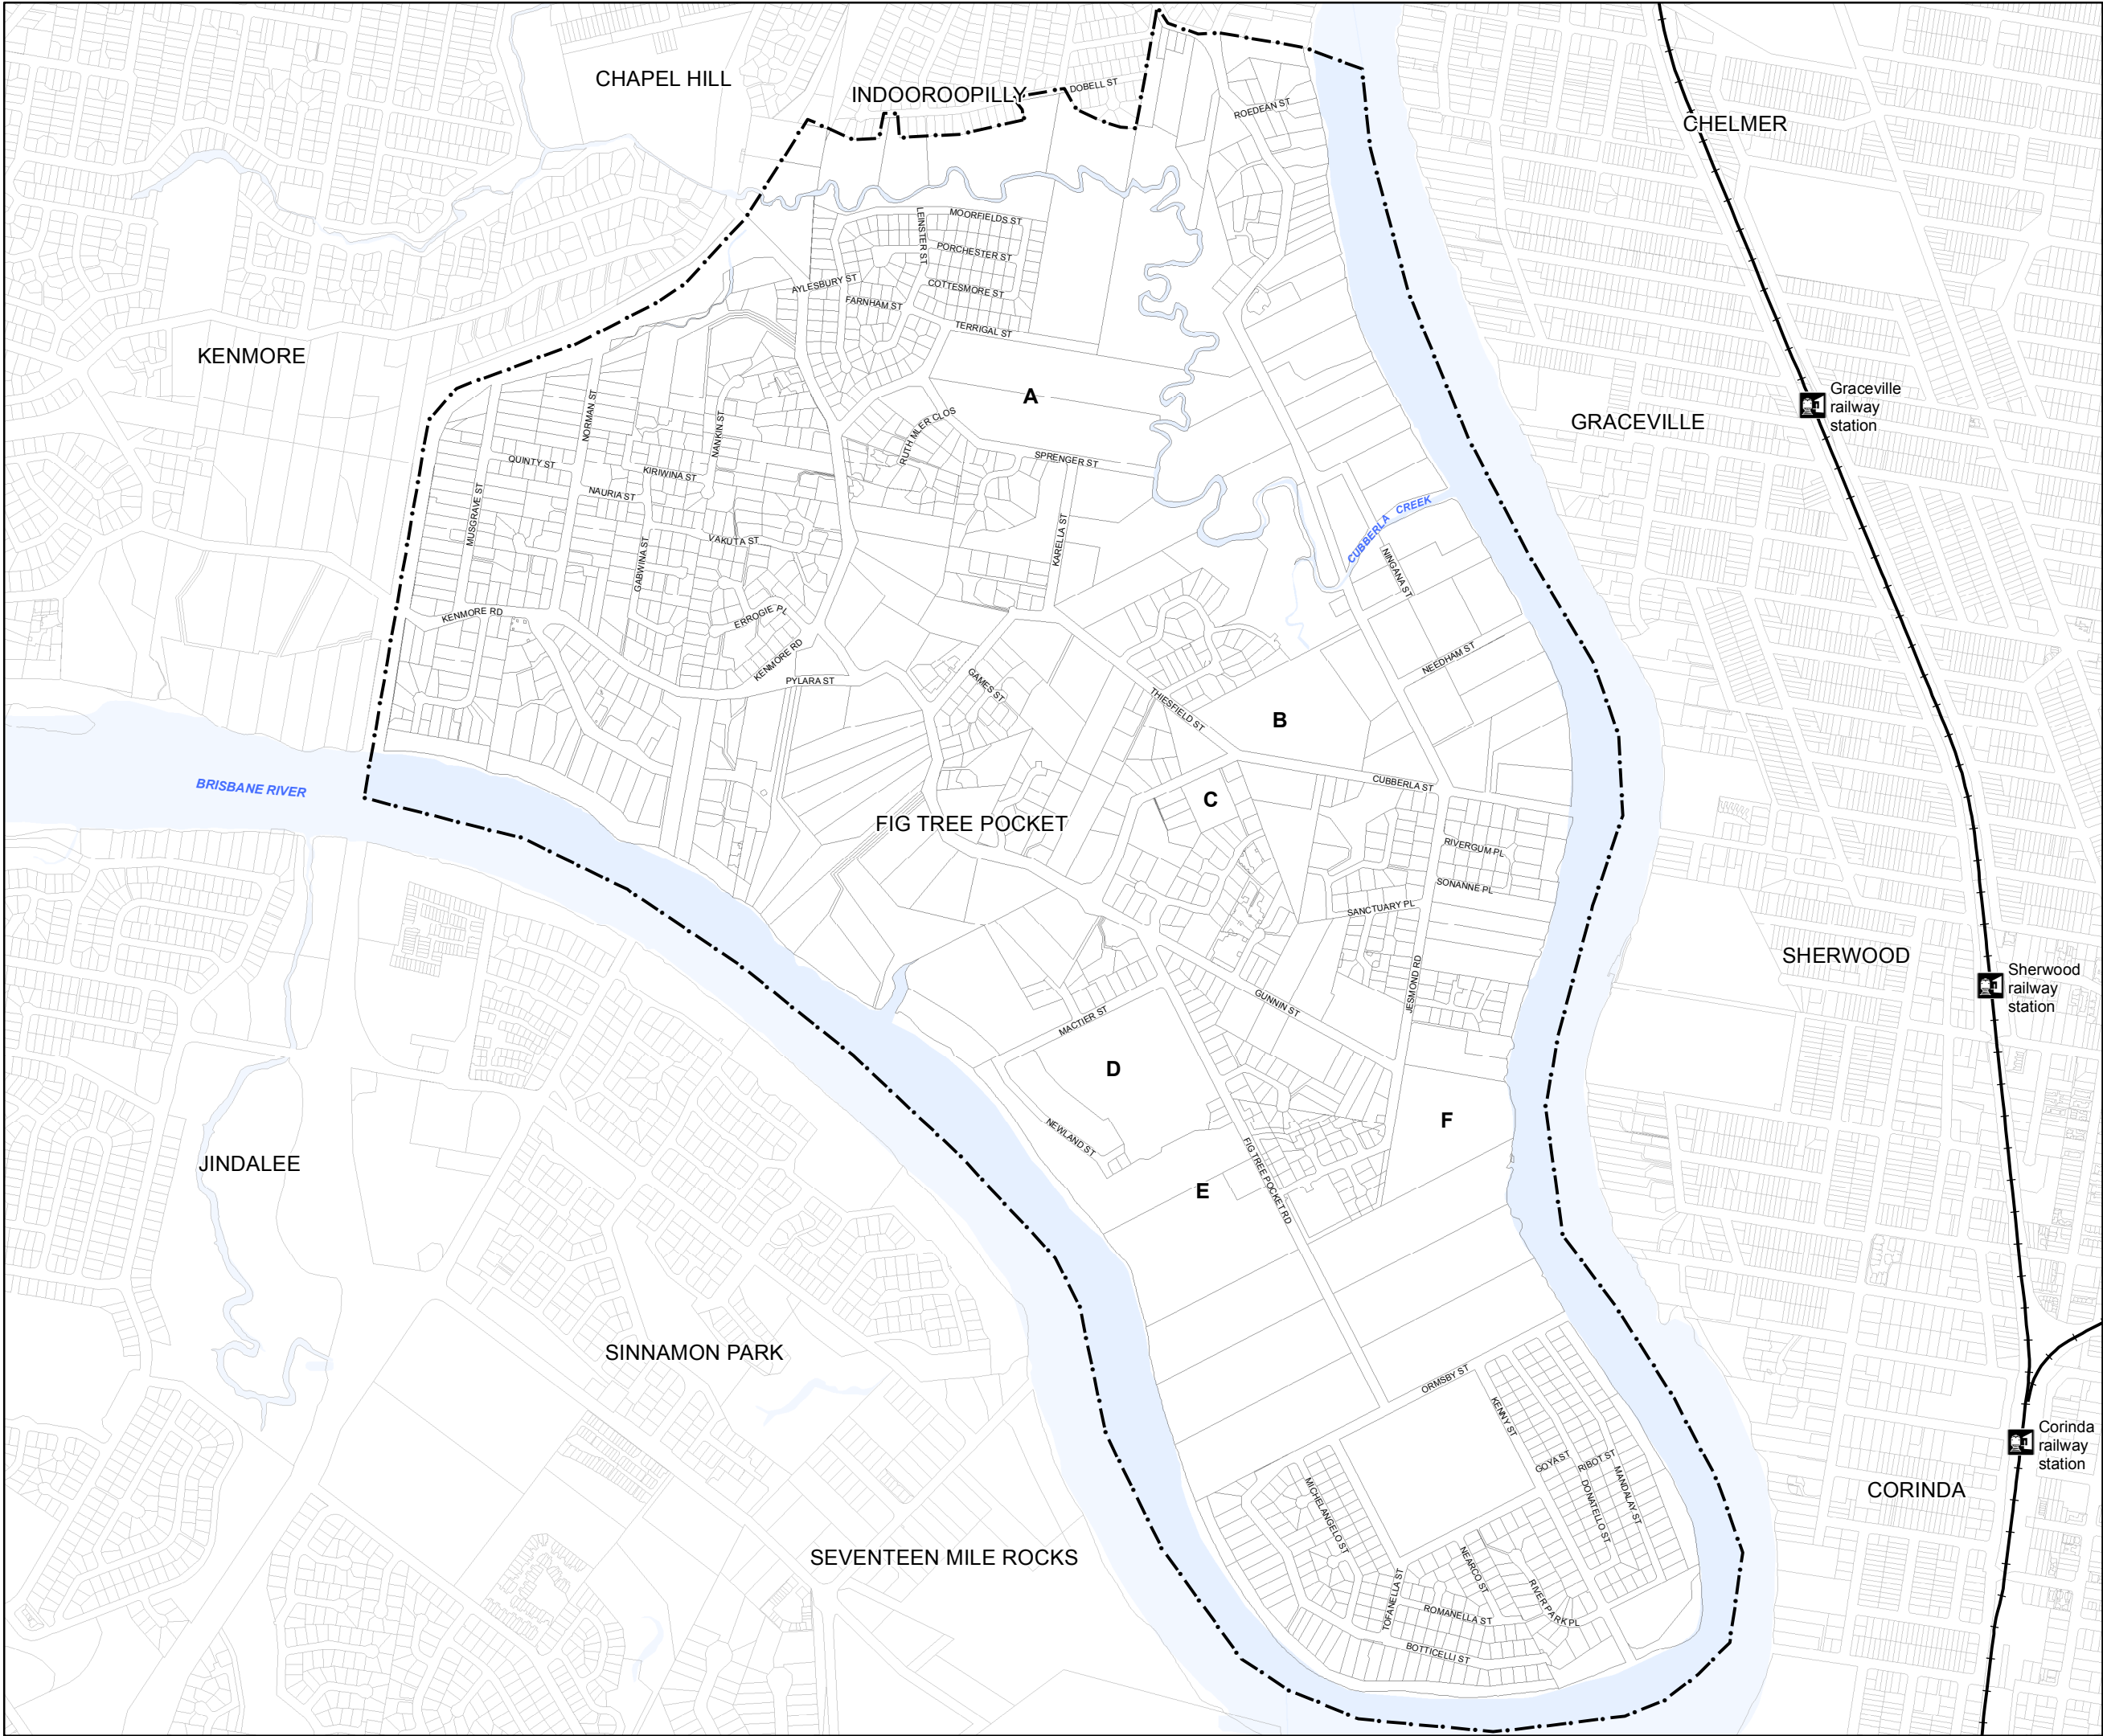 CHAPEL HILL
INDOOROOPILLY
DOBELL ST
ROEDEAN ST
CHELMER
MOORFIELDS ST
LEINSTER ST
PORCHESTER ST
COTTESMORE ST
AYLESBURY ST
FARNHAM ST
TERRIGAL ST
KENMORE
A
Graceville
railway
station
GRACEVILLE
NORMAN ST
NANKIN ST
RUTH MLER CLOS
QUINTY ST
KIRIWINA ST
SPRENGER ST
NAURIA ST
MUSGRAVE ST
VAKUTA ST
GABWINA ST
KARELLA ST
CUBBERLA CREEK
NINGANA ST
KENMORE RD
ERROGIE PL
KENMORE RD
PYLARA ST
GAMES ST
NEEDHAM ST
THIESFIELD ST
B
BRISBANE RIVER
CUBBERLA ST
C
FIG TREE POCKET
RIVERGUM PL
SONANNE PL
SANCTUARY PL
SHERWOOD
Sherwood
railway
station
JESMOND RD
GUNNIN ST
MACTIER ST
D
NEWLAND ST
F
FIG TREE POCKET RD
E
JINDALEE
SINNAMON PARK
ORMSBY ST
KENNY ST
GOYA ST
RIBOT ST
MANDALAY ST
DONATELLO ST
Corinda
railway
station
CORINDA
MICHELANGELO ST
SEVENTEEN MILE ROCKS
NEARCO ST
TOFANELLA ST
ROMANELLA ST
RIVER PARK PL
BOTTICELLI ST